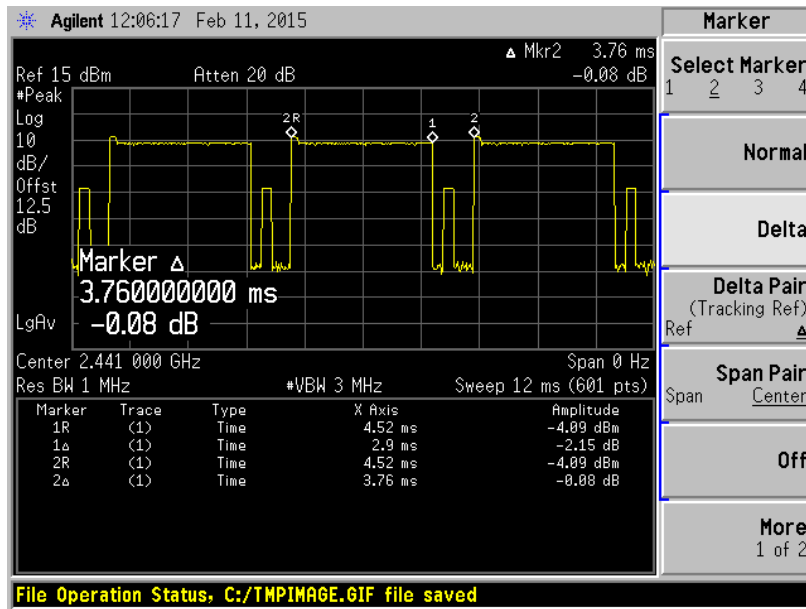 Agilent 12:06:17 Feb 11, 2015
Marker
Δ Mkr2 3.76 ms
Ref 15 dBm Atten 20 dB -0.08 dB
#Peak
Log
10
dB/
Offst
12.5
dB
LgAv
2R
1
2
Marker Δ
3.760000000 ms
-0.08 dB
Center 2.441 000 GHz Span 0 Hz
Res BW 1 MHz #VBW 3 MHz Sweep 12 ms (601 pts)
Marker Trace Type X Axis Amplitude
1R (1) Time 4.52 ms -4.09 dBm
1Δ (1) Time 2.9 ms -2.15 dB
2R (1) Time 4.52 ms -4.09 dBm
2Δ (1) Time 3.76 ms -0.08 dB
Select Marker
1 2 3 4
Normal
Delta
Delta Pair
(Tracking Ref)
Ref Δ
Span Pair
Span Center
Off
More
1 of 2
File Operation Status, C:/TMPIMAGE.GIF file saved